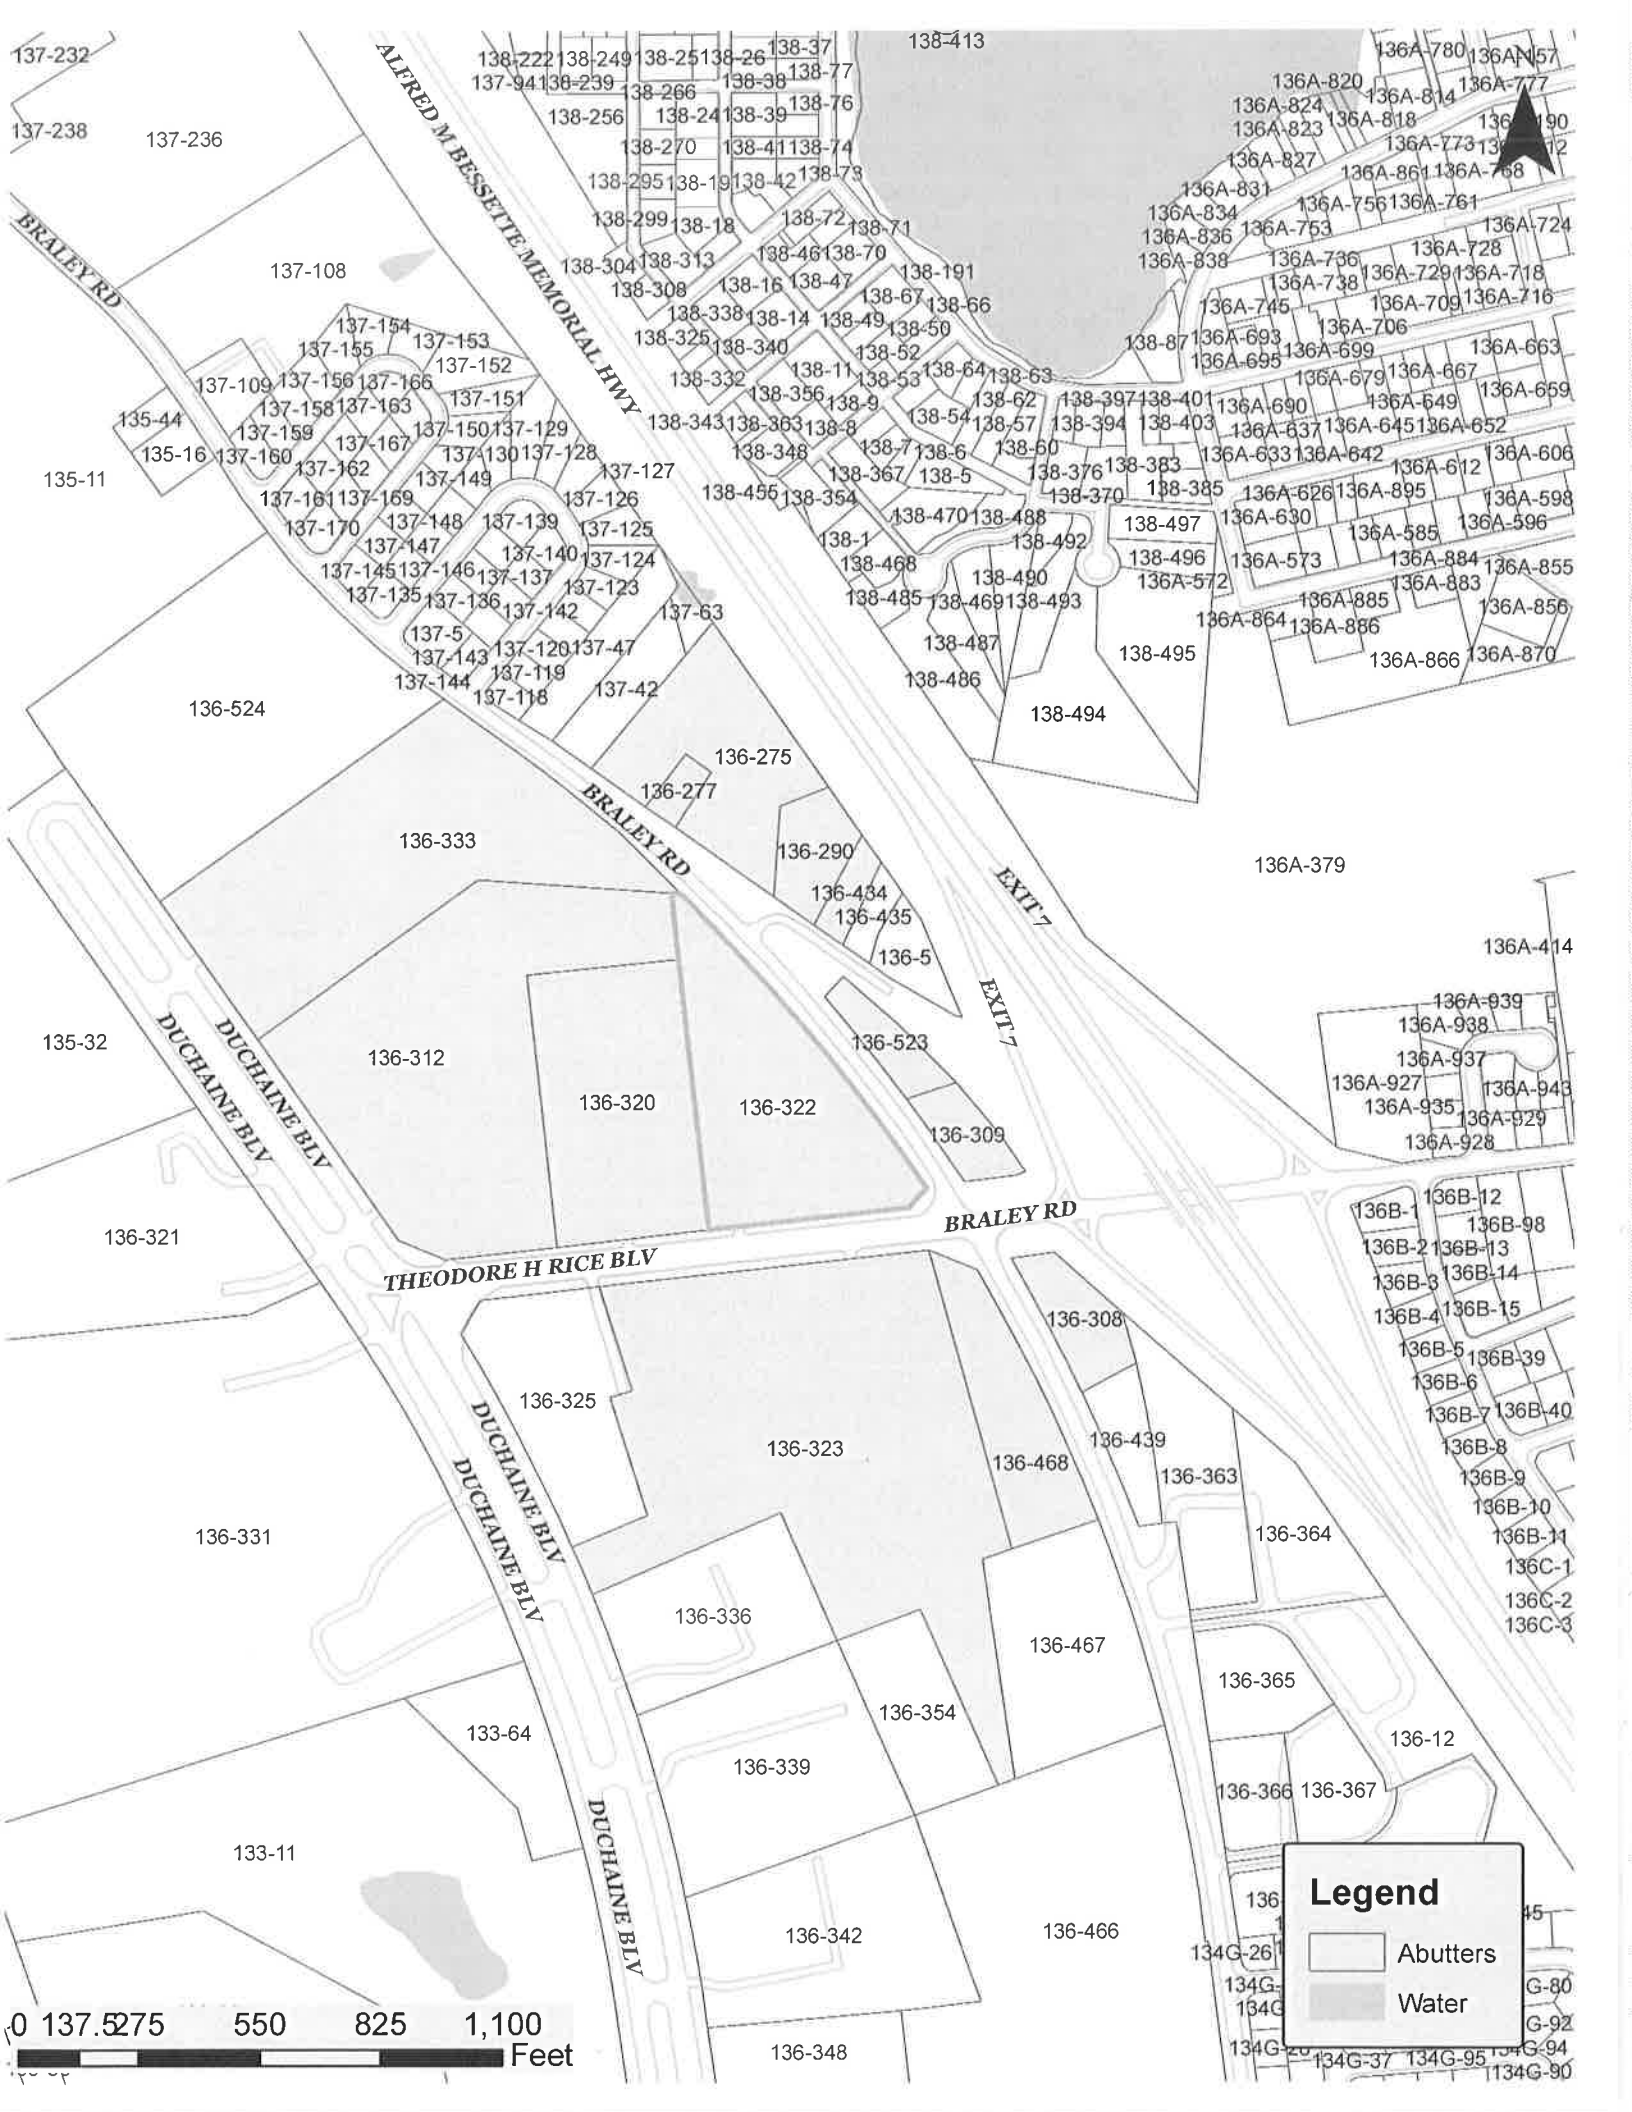 137-232
137-238
137-236
ALFRED M BESSETTE MEMORIAL HWY
138-222
138-249
138-25
138-26
138-37
137-94
138-239
138-38
138-77
138-266
138-76
138-256
138-24
138-39
138-270
138-41
138-74
138-295
138-19
138-42
138-73
138-299
138-18
138-72
138-71
138-304
138-313
138-46
138-70
138-308
138-16
138-47
138-191
138-338
138-14
138-67
138-66
138-325
138-340
138-49
138-50
138-52
138-332
138-11
138-53
138-64
138-63
138-356
138-9
138-62
138-397
138-401
138-343
138-363
138-8
138-54
138-57
138-394
138-403
138-348
138-7
138-6
138-60
138-367
138-5
138-376
138-383
138-455
138-354
138-370
138-385
138-470
138-488
138-497
138-1
138-492
138-468
138-490
138-496
138-485
138-469
138-493
138-487
138-486
138-495
138-494
138-413
138-87
136A-780
136A-57
N
136A-820
136A-814
136A-777
136A-824
136A-818
136A-823
136A-773
136A-827
136A-861
136A-768
136A-831
136A-756
136A-761
136A-834
136A-753
136A-724
136A-836
136A-728
136A-838
136A-736
136A-729
136A-718
136A-738
136A-745
136A-709
136A-716
136A-693
136A-706
136A-695
136A-699
136A-663
136A-679
136A-667
136A-690
136A-649
136A-659
136A-637
136A-645
136A-652
136A-633
136A-642
136A-612
136A-606
136A-626
136A-895
136A-598
136A-630
136A-585
136A-596
136A-573
136A-884
136A-855
136A-572
136A-883
136A-885
136A-856
136A-864
136A-886
136A-866
136A-870
BRALEY RD
137-108
137-154
137-153
137-155
137-152
137-109
137-156
137-166
137-151
135-44
137-158
137-163
137-159
137-150
137-129
135-16
137-160
137-167
137-130
137-128
135-11
137-162
137-149
137-127
137-161
137-169
137-126
137-170
137-148
137-139
137-125
137-147
137-140
137-124
137-145
137-146
137-137
137-123
137-135
137-136
137-142
137-63
137-5
137-120
137-47
137-143
137-119
137-144
137-118
137-42
136-524
136-275
136-277
BRALEY RD
136-333
136-290
136-434
136-435
136-5
EXIT 7
EXIT 7
136A-379
136A-414
135-32
DUCHAINE BLV
DUCHAINE BLV
136-312
136-320
136-322
136-523
136-309
136A-939
136A-938
136A-937
136A-927
136A-943
136A-935
136A-929
136A-928
136-321
THEODORE H RICE BLV
BRALEY RD
136B-12
136B-1
136B-98
136B-2
136B-13
136B-3
136B-14
136B-4
136B-15
136B-5
136B-39
136B-6
136B-7
136B-40
136B-8
136B-9
136B-10
136B-11
136C-1
136C-2
136C-3
136-308
136-325
136-323
136-468
136-439
136-363
136-364
136-331
DUCHAINE BLV
DUCHAINE BLV
136-336
136-467
136-365
133-64
136-354
136-12
136-339
136-366
136-367
133-11
DUCHAINE BLV
136-342
136-466
136-348
Legend
Abutters
Water
136-
45
134G-26
134G-
G-80
134G
G-92
134G-37
134G-95
134G-94
134G-90
0 137.5 275 550 825 1,100
Feet